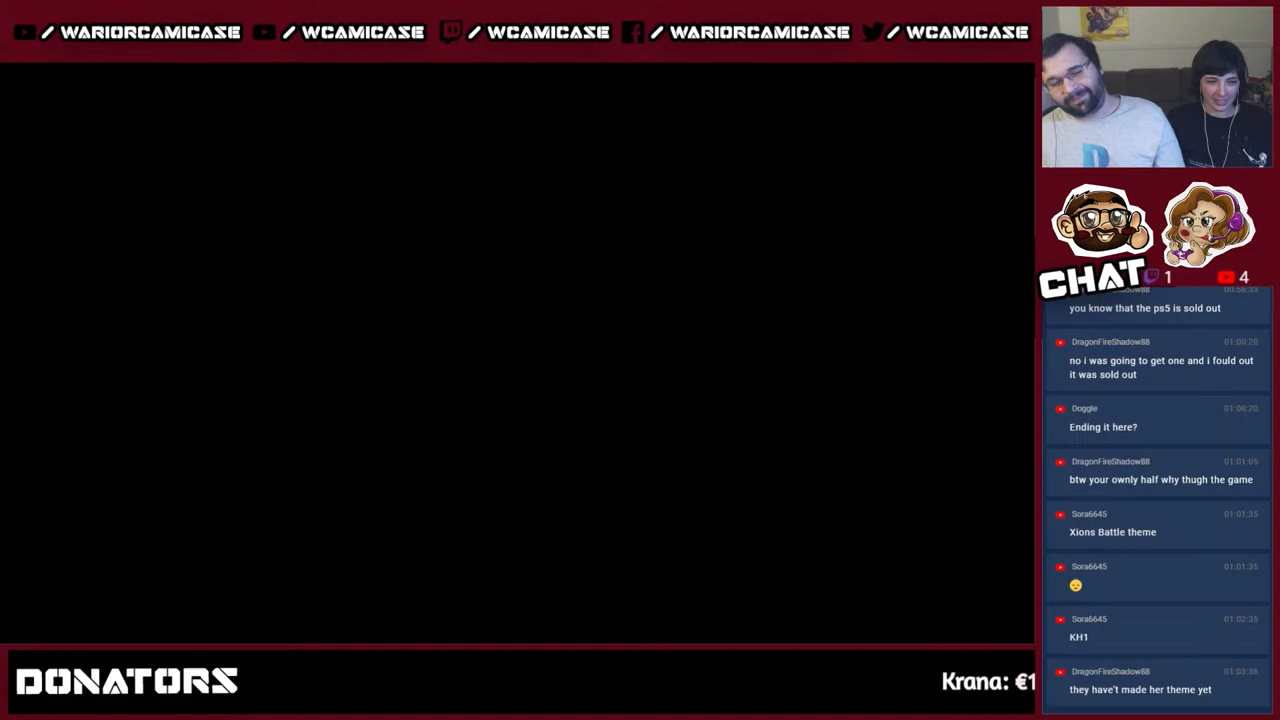 / WARIORCAMICASE / WCAMICASE / WCAMICASE / WARIORCAMICASE / WCAMICASE
CHAT 1 4
you know that the ps5 is sold out
DragonFireShadow88 01:00:20
no i was going to get one and i fould out
it was sold out
Doggle 01:00:20
Ending it here?
DragonFireShadow88 01:01:05
btw your ownly half why thugh the game
Sora6645 01:01:35
Xions Battle theme
Sora6645 01:01:35
Sora6645 01:02:35
KH1
DragonFireShadow88 01:03:36
they have't made her theme yet
DONATORS Krana: €1